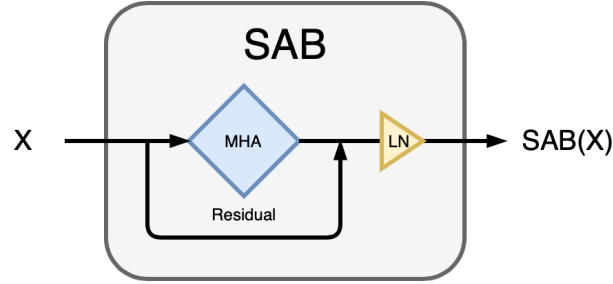 SAB
X
MHA
LN
SAB(X)
Residual